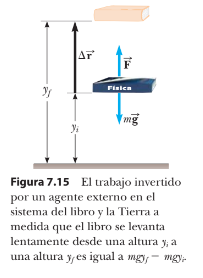 Δr⃗
F⃗
y_f
Física
y_i
mg⃗
Figura 7.15 El trabajo invertido
por un agente externo en el
sistema del libro y la Tierra a
medida que el libro se levanta
lentamente desde una altura y_i a
una altura y_f es igual a mgy_f − mgy_i.